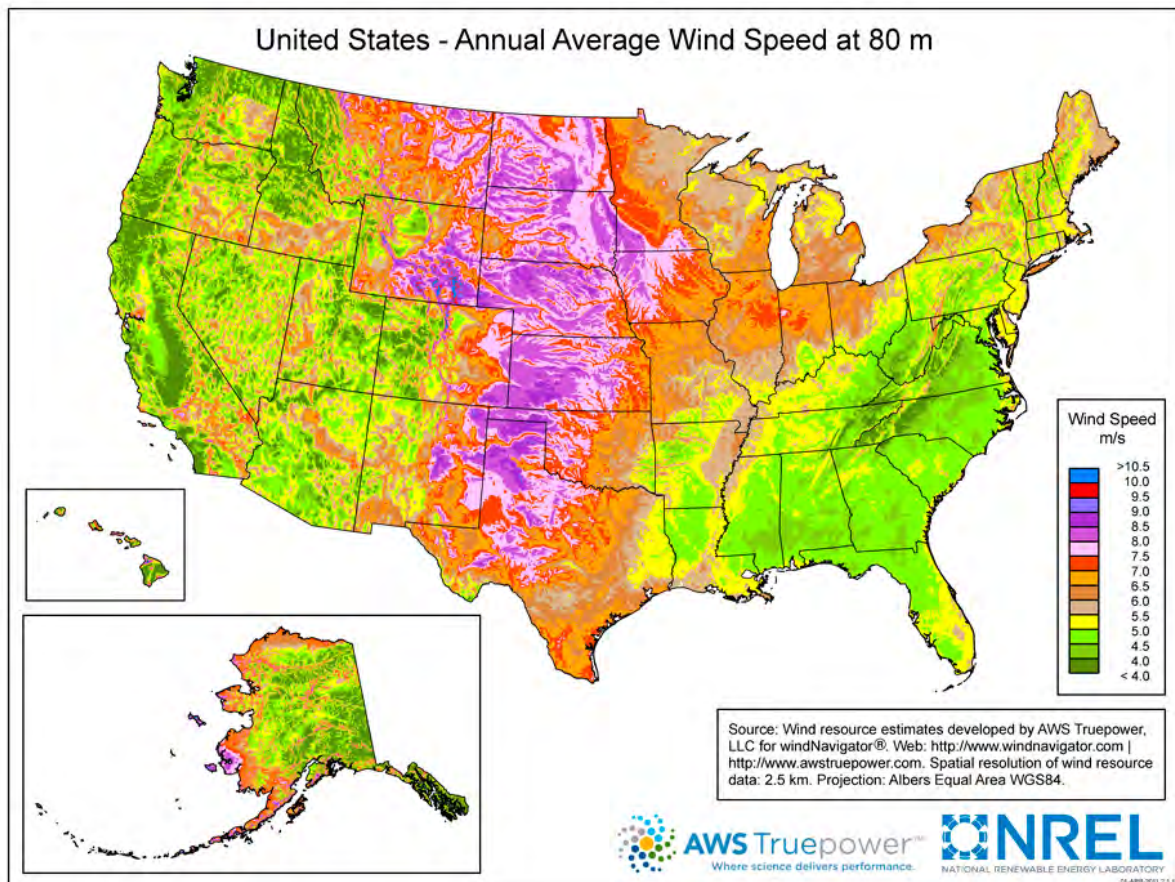 United States - Annual Average Wind Speed at 80 m
Wind Speed
m/s
>10.5
10.0
9.5
9.0
8.5
8.0
7.5
7.0
6.5
6.0
5.5
5.0
4.5
4.0
< 4.0
Source: Wind resource estimates developed by AWS Truepower,
LLC for windNavigator®. Web: http://www.windnavigator.com |
http://www.awstruepower.com. Spatial resolution of wind resource
data: 2.5 km. Projection: Albers Equal Area WGS84.
AWS Truepower™
Where science delivers performance.
NREL
NATIONAL RENEWABLE ENERGY LABORATORY